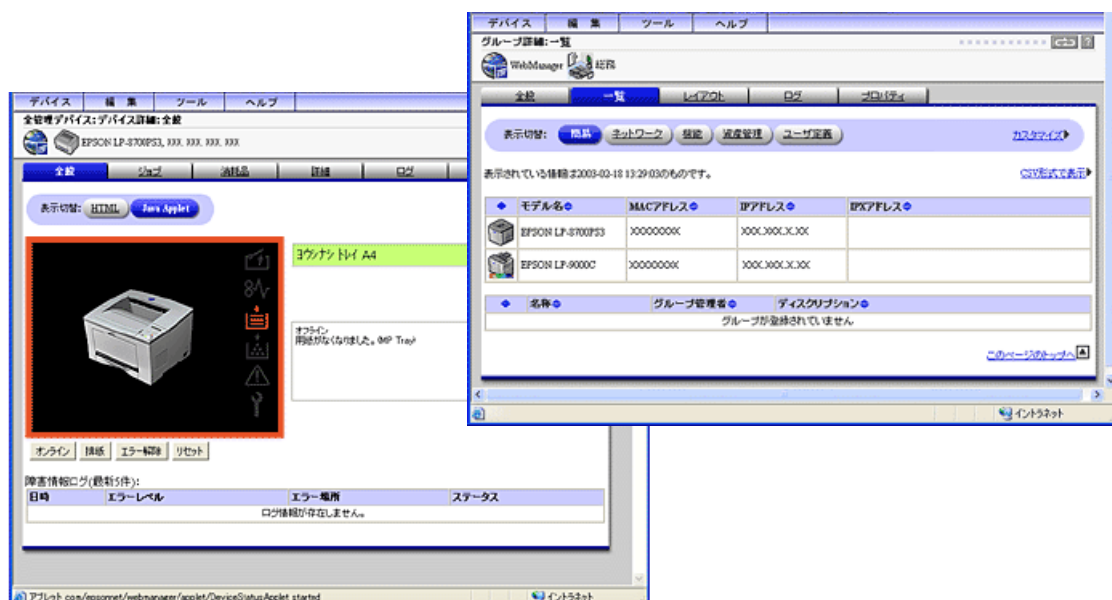 デバイス 編 集 ツール ヘルプ
グループ詳細:一覧
WebManager 経理
全般 一覧 レイアウト ログ プロパティ
表示切替: 簡易 ネットワーク 機能 資産管理 ユーザ定義 カスタマイズ
表示されている情報は2003-02-18 13:29:03のものです。 CSV形式で表示
モデル名 MACアドレス IPアドレス IPXアドレス
EPSON LP-8700PS3 XXXXXXXX XXX.XXX.X.XX
EPSON LP-9000C XXXXXXXX XXX.XXX.X.XX
名称 グループ管理者 ディスクリプション
グループが登録されていません
このページのトップへ
イントラネット
デバイス 編 集 ツール ヘルプ
全管理デバイス:デバイス詳細:全般
EPSON LP-8700PS3, XXX. XXX. XXX. XXX
全般 ジョブ 消耗品 詳細 ログ
表示切替: HTML Java Applet
ヨウシナシ トレイ A4
オフライン
用紙がなくなりました。(MP Tray)
オンライン 排紙 エラー解除 リセット
障害情報ログ(最新5件):
日時 エラーレベル エラー場所 ステータス
ログ情報が存在しません。
アプレット com/epsonnet/webmanager/applet/DeviceStatusApplet started イントラネット